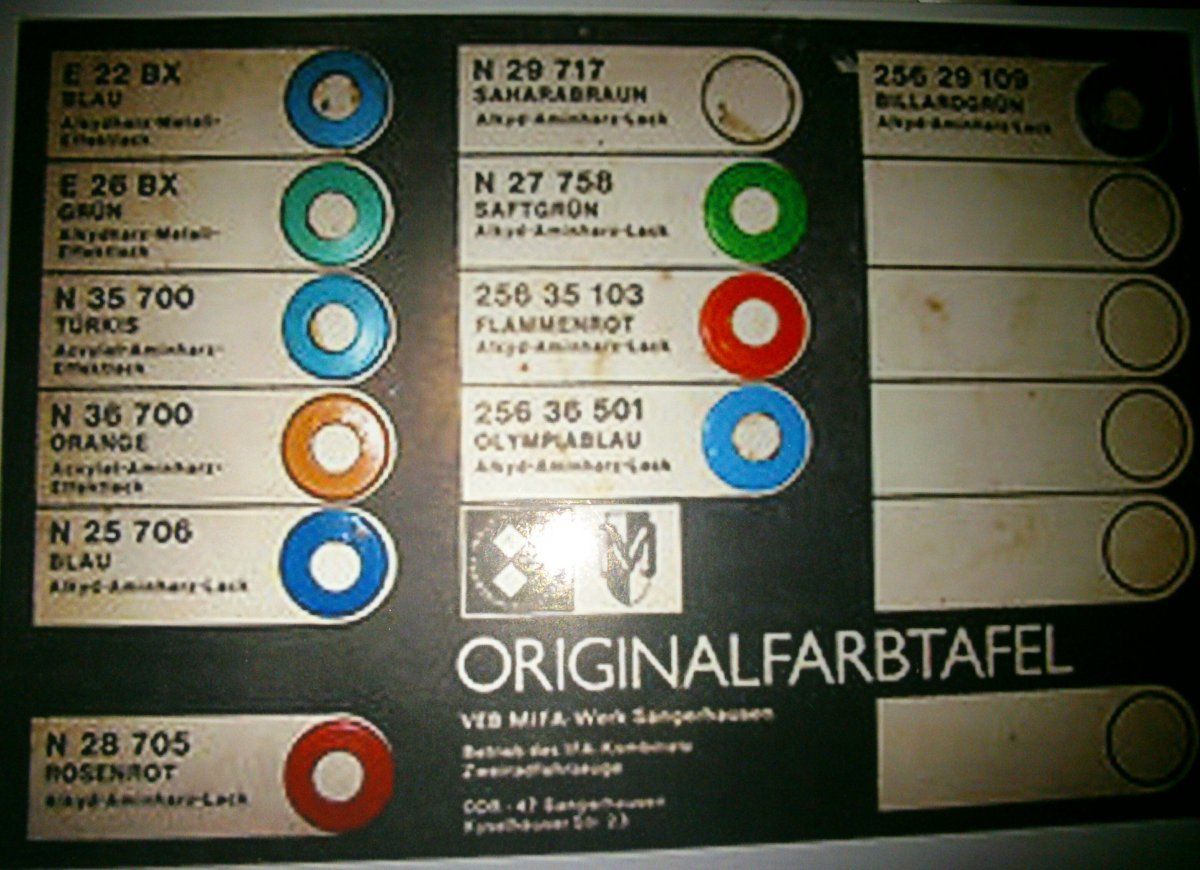 E 22 BX
BLAU
Alkydharz-Metall-
Effektlack
E 26 BX
GRÜN
Alkydharz-Metall-
Effektlack
N 35 700
TÜRKIS
Acrylat-Aminharz-
Effektlack
N 36 700
ORANGE
Acrylat-Aminharz-
Effektlack
N 25 706
BLAU
Alkyd-Aminharz-Lack
N 28 705
ROSENROT
Alkyd-Aminharz-Lack
N 29 717
SAHARABRAUN
Alkyd-Aminharz-Lack
N 27 758
SAFTGRÜN
Alkyd-Aminharz-Lack
256 35 103
FLAMMENROT
Alkyd-Aminharz-Lack
256 36 501
OLYMPIABLAU
Alkyd-Aminharz-Lack
ORIGINALFARBTAFEL
VEB MIFA-Werk Sangerhausen
Betrieb des IFA-Kombinats
Zweiradfahrzeuge
DDR - 47 Sangerhausen
Kyselhäuser Str. 23
256 29 109
BILLARDGRÜN
Alkyd-Aminharz-Lack